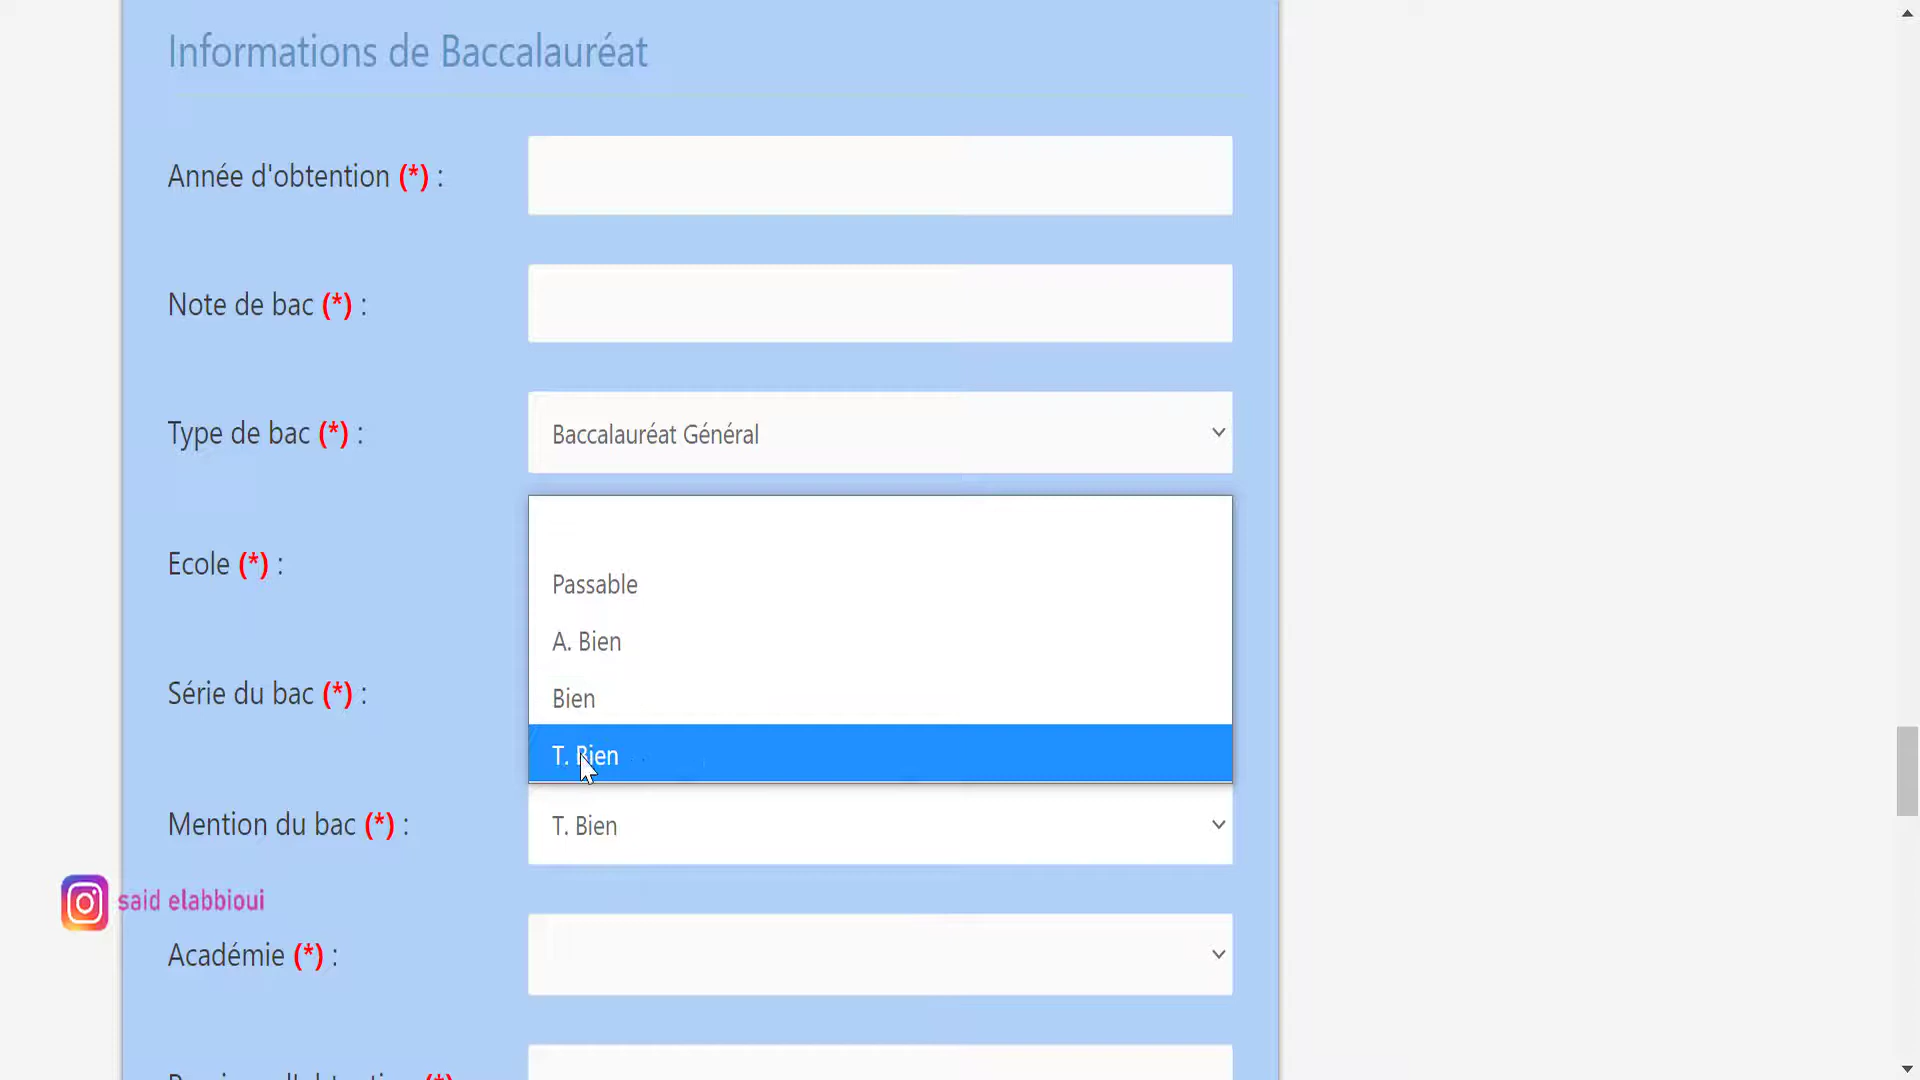 Informations de Baccalauréat
Année d'obtention (*) :
Note de bac (*) :
Type de bac (*) :
Baccalauréat Général
Ecole (*) :
Passable
A. Bien
Bien
Série du bac (*) :
T. Bien
Mention du bac (*) :
T. Bien
said elabbioui
Académie (*) :